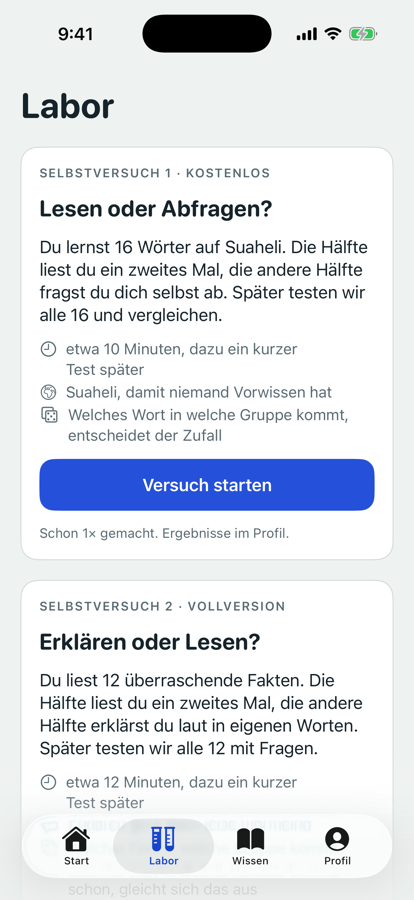 9:41
Labor
SELBSTVERSUCH 1 · KOSTENLOS
Lesen oder Abfragen?
Du lernst 16 Wörter auf Suaheli. Die Hälfte
liest du ein zweites Mal, die andere Hälfte
fragst du dich selbst ab. Später testen wir
alle 16 und vergleichen.
etwa 10 Minuten, dazu ein kurzer
Test später
Suaheli, damit niemand Vorwissen hat
Welches Wort in welche Gruppe kommt,
entscheidet der Zufall
Versuch starten
Schon 1× gemacht. Ergebnisse im Profil.
SELBSTVERSUCH 2 · VOLLVERSION
Erklären oder Lesen?
Du liest 12 überraschende Fakten. Die
Hälfte liest du ein zweites Mal, die andere
Hälfte erklärst du laut in eigenen Worten.
Später testen wir alle 12 mit Fragen.
etwa 12 Minuten, dazu ein kurzer
Test später
Start
Labor
Wissen
Profil
schon, gleicht sich das aus